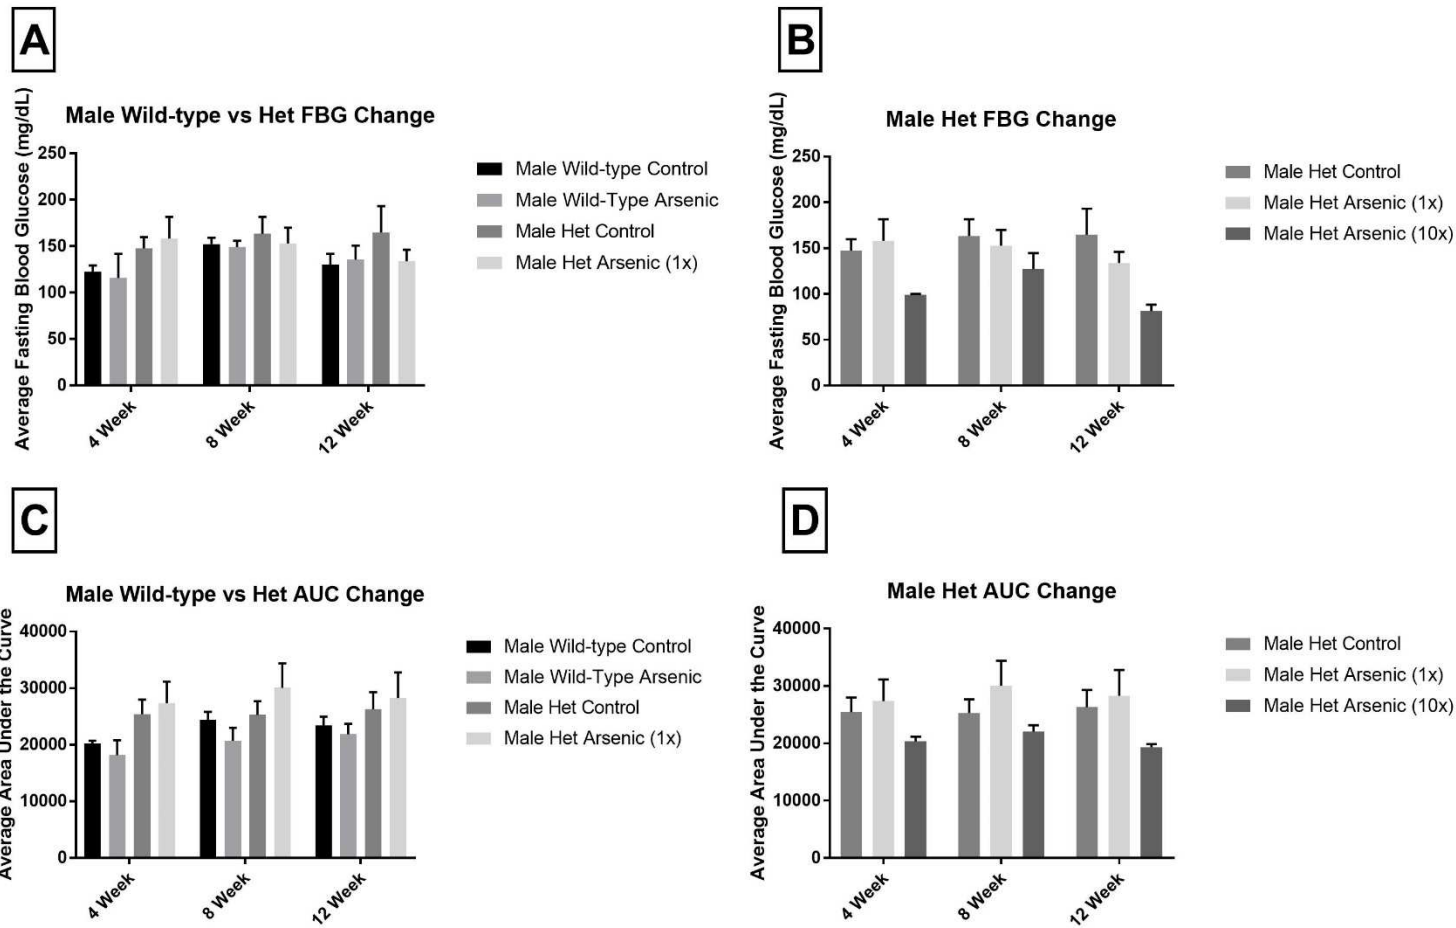 A
Male Wild-type vs Het FBG Change
Average Fasting Blood Glucose (mg/dL)
250
200
150
100
50
0
4 Week
8 Week
12 Week
Male Wild-type Control
Male Wild-Type Arsenic
Male Het Control
Male Het Arsenic (1x)
B
Male Het FBG Change
Average Fasting Blood Glucose (mg/dL)
250
200
150
100
50
0
4 Week
8 Week
12 Week
Male Het Control
Male Het Arsenic (1x)
Male Het Arsenic (10x)
C
Male Wild-type vs Het AUC Change
Average Area Under the Curve
40000
30000
20000
10000
0
4 Week
8 Week
12 Week
Male Wild-type Control
Male Wild-Type Arsenic
Male Het Control
Male Het Arsenic (1x)
D
Male Het AUC Change
Average Area Under the Curve
40000
30000
20000
10000
0
4 Week
8 Week
12 Week
Male Het Control
Male Het Arsenic (1x)
Male Het Arsenic (10x)